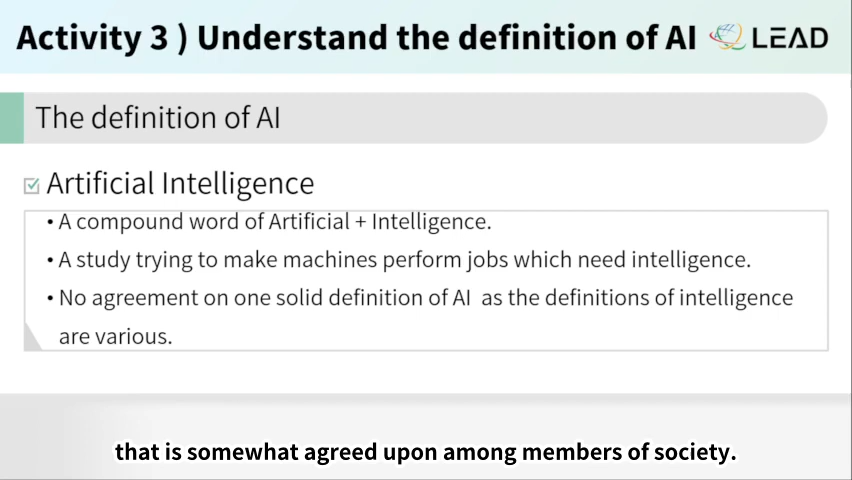 Activity 3 ) Understand the definition of AI LEAD
The definition of AI
Artificial Intelligence
• A compound word of Artificial + Intelligence.
• A study trying to make machines perform jobs which need intelligence.
• No agreement on one solid definition of AI as the definitions of intelligence
are various.
that is somewhat agreed upon among members of society.